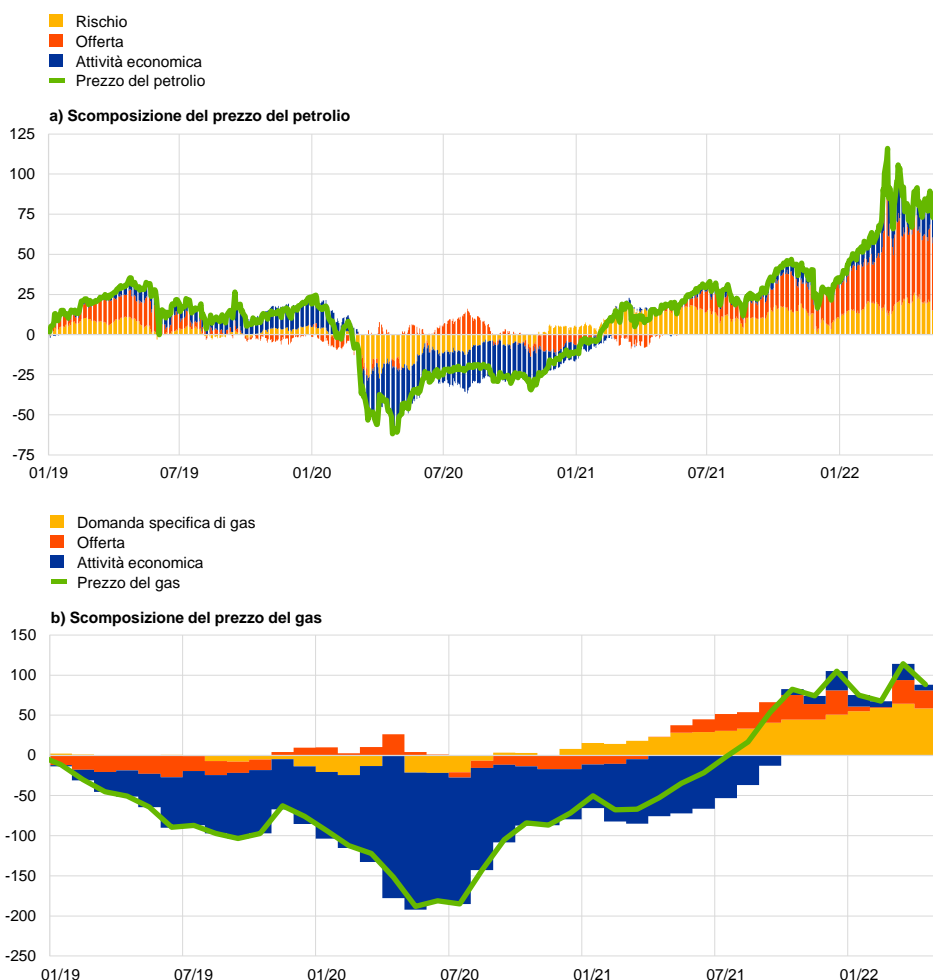 Rischio
Offerta
Attività economica
Prezzo del petrolio
a) Scomposizione del prezzo del petrolio
125
100
75
50
25
0
-25
-50
-75
01/19 07/19 01/20 07/20 01/21 07/21 01/22
Domanda specifica di gas
Offerta
Attività economica
Prezzo del gas
b) Scomposizione del prezzo del gas
150
100
50
0
-50
-100
-150
-200
-250
01/19 07/19 01/20 07/20 01/21 07/21 01/22